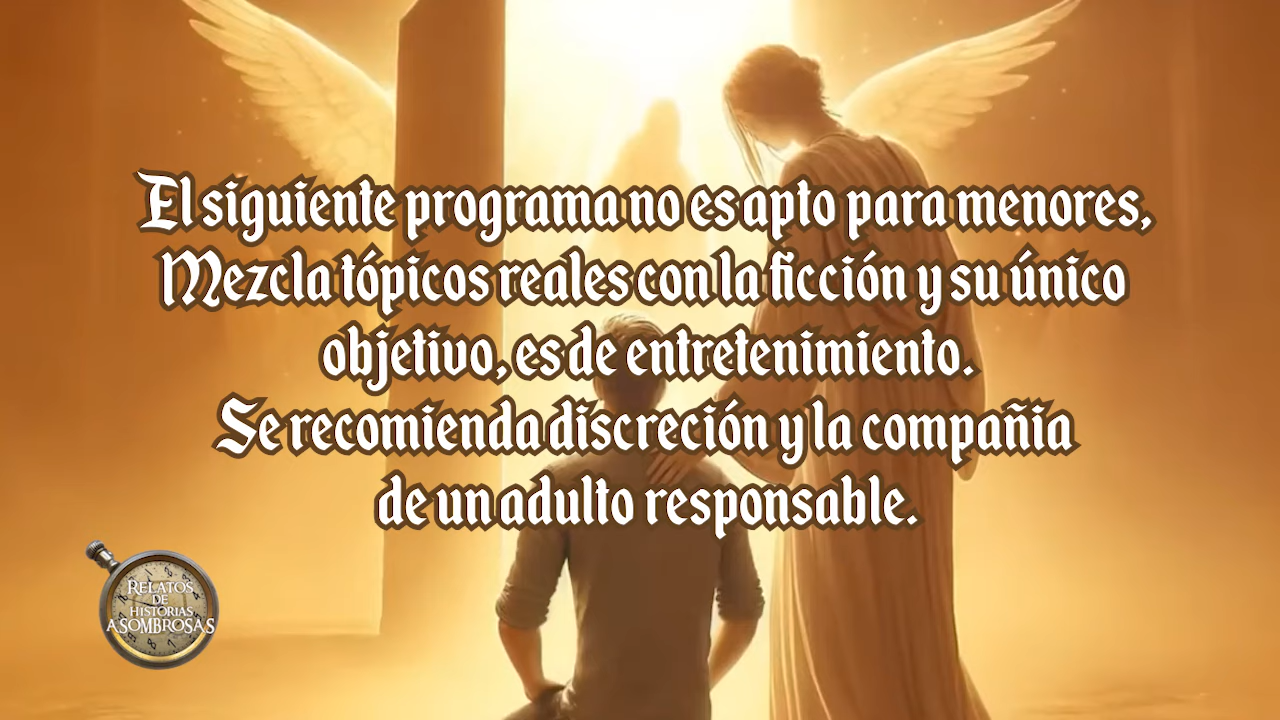 El siguiente programa no es apto para menores,
Mezcla tópicos reales con la ficción y su único
objetivo, es de entretenimiento.
Se recomienda discreción y la compañia
de un adulto responsable.
RELATOS
DE
HISTORIAS
ASOMBROSAS